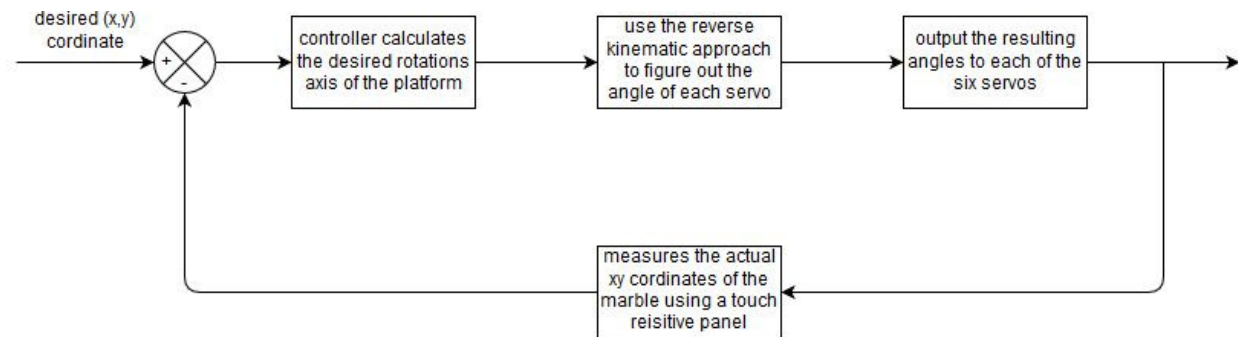 desired (x,y)
cordinate
+
-
controller calculates
the desired rotations
axis of the platform
use the reverse
kinematic approach
to figure out the
angle of each servo
output the resulting
angles to each of the
six servos
measures the actual
xy cordinates of the
marble using a touch
reisitive panel